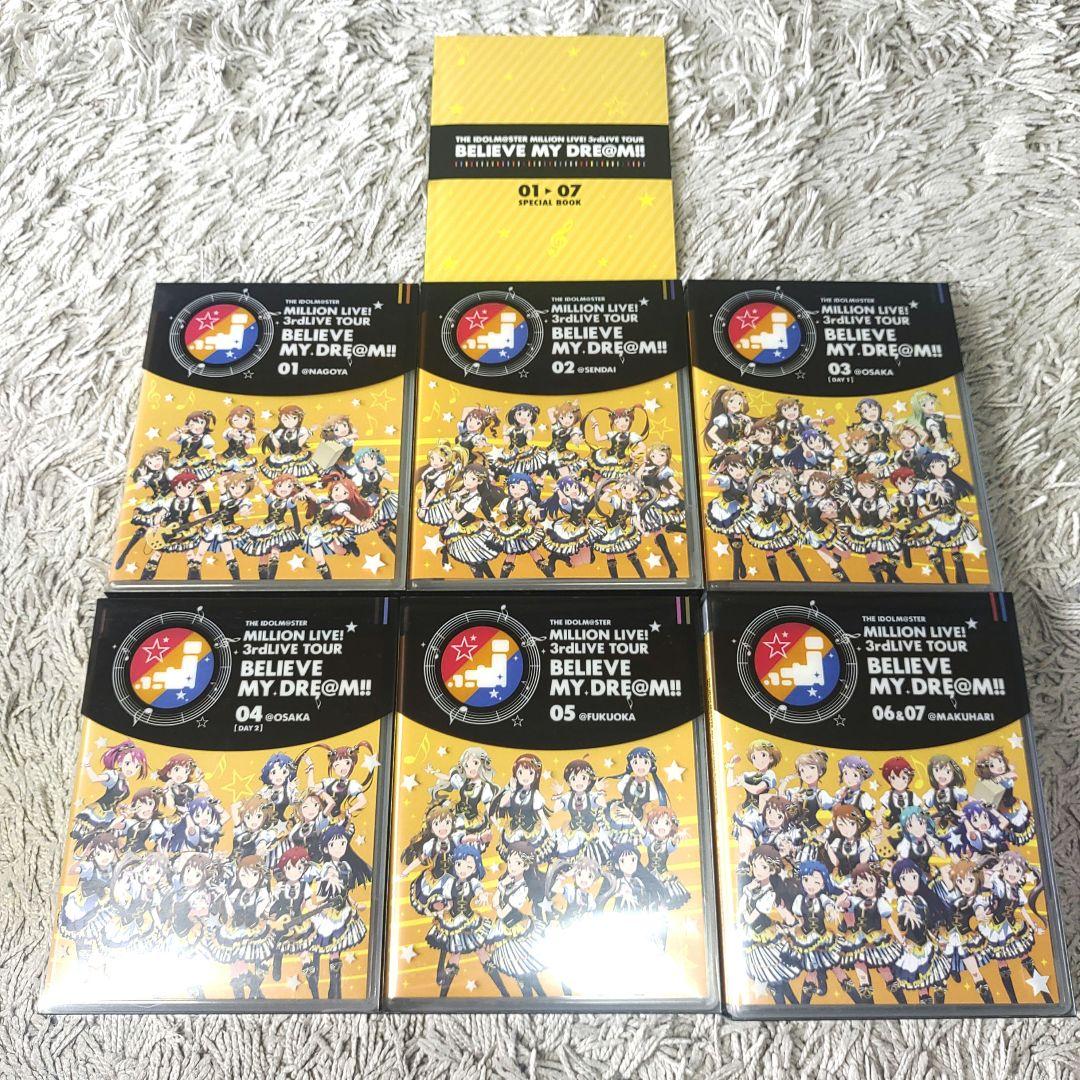 THE IDOLM@STER MILLION LIVE! 3rdLIVE TOUR
BELIEVE MY DRE@M!!
01▶07
SPECIAL BOOK
THE IDOLM@STER
MILLION LIVE!
3rdLIVE TOUR
BELIEVE
MY DRE@M!!
01 @NAGOYA
THE IDOLM@STER
MILLION LIVE!
3rdLIVE TOUR
BELIEVE
MY DRE@M!!
02 @SENDAI
THE IDOLM@STER
MILLION LIVE!
3rdLIVE TOUR
BELIEVE
MY DRE@M!!
03 @OSAKA
[DAY 1]
THE IDOLM@STER
MILLION LIVE!
3rdLIVE TOUR
BELIEVE
MY DRE@M!!
04 @OSAKA
[DAY 2]
THE IDOLM@STER
MILLION LIVE!
3rdLIVE TOUR
BELIEVE
MY DRE@M!!
05 @FUKUOKA
THE IDOLM@STER
MILLION LIVE!
3rdLIVE TOUR
BELIEVE
MY DRE@M!!
06&07 @MAKUHARI